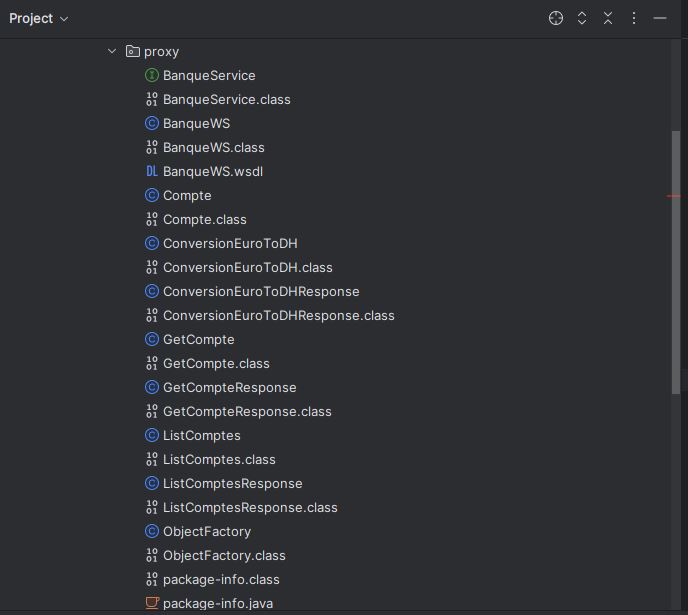 Project
proxy
BanqueService
BanqueService.class
BanqueWS
BanqueWS.class
BanqueWS.wsdl
Compte
Compte.class
ConversionEuroToDH
ConversionEuroToDH.class
ConversionEuroToDHResponse
ConversionEuroToDHResponse.class
GetCompte
GetCompte.class
GetCompteResponse
GetCompteResponse.class
ListComptes
ListComptes.class
ListComptesResponse
ListComptesResponse.class
ObjectFactory
ObjectFactory.class
package-info.class
package-info.java